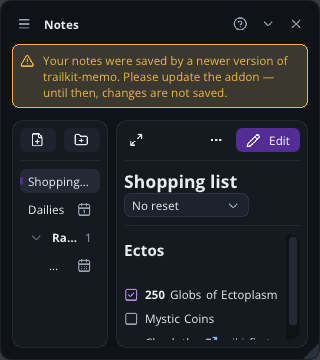 Notes
Your notes were saved by a newer version of
trailkit-memo. Please update the addon —
until then, changes are not saved.
Edit
Shopping...
Dailies
Ra... 1
...
Shopping list
No reset
Ectos
250 Globs of Ectoplasm
Mystic Coins